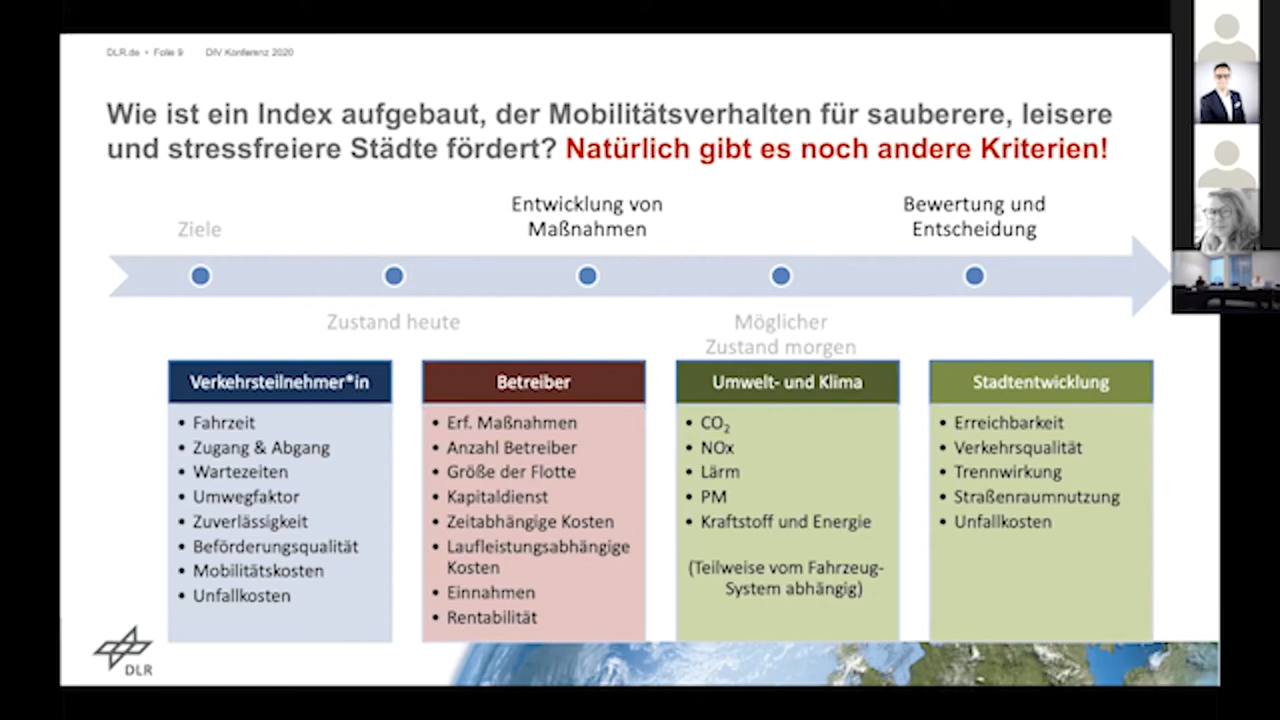 DLR.de • Folie 9 DIV Konferenz 2020
Wie ist ein Index aufgebaut, der Mobilitätsverhalten für sauberere, leisere
und stressfreiere Städte fördert? Natürlich gibt es noch andere Kriterien!
Ziele
Entwicklung von
Maßnahmen
Bewertung und
Entscheidung
Zustand heute
Möglicher
Zustand morgen
Verkehrsteilnehmer*in
• Fahrzeit
• Zugang & Abgang
• Wartezeiten
• Umwegfaktor
• Zuverlässigkeit
• Beförderungsqualität
• Mobilitätskosten
• Unfallkosten
Betreiber
• Erf. Maßnahmen
• Anzahl Betreiber
• Größe der Flotte
• Kapitaldienst
• Zeitabhängige Kosten
• Laufleistungsabhängige
Kosten
• Einnahmen
• Rentabilität
Umwelt- und Klima
• CO₂
• NOx
• Lärm
• PM
• Kraftstoff und Energie
(Teilweise vom Fahrzeug-
System abhängig)
Stadtentwicklung
• Erreichbarkeit
• Verkehrsqualität
• Trennwirkung
• Straßenraumnutzung
• Unfallkosten
DLR